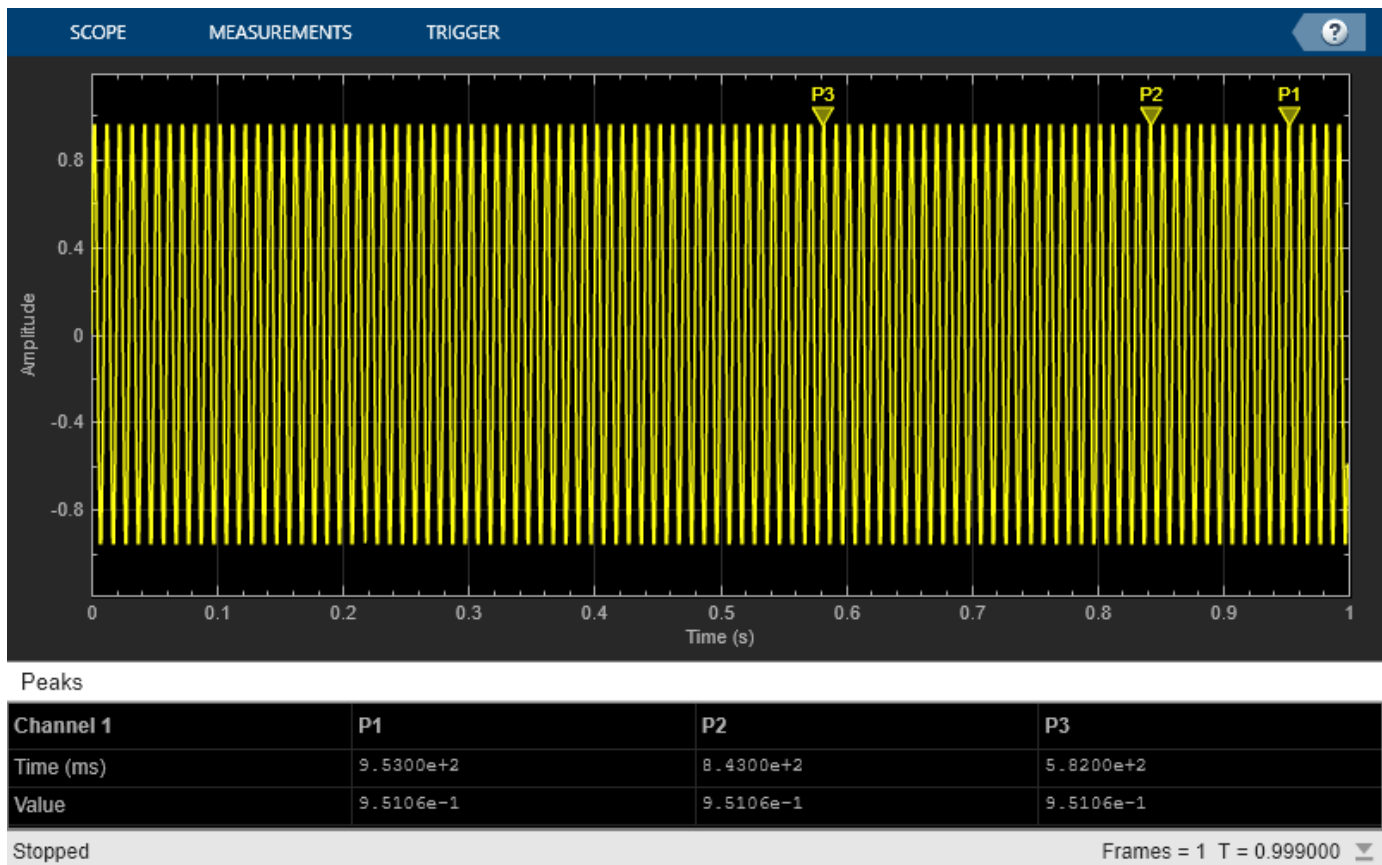 SCOPE MEASUREMENTS TRIGGER ?
P3 P2 P1
0.8
0.4
0
-0.4
-0.8
Amplitude
0 0.1 0.2 0.3 0.4 0.5 0.6 0.7 0.8 0.9 1
Time (s)
Peaks
Channel 1 P1 P2 P3
Time (ms) 9.5300e+2 8.4300e+2 5.8200e+2
Value 9.5106e-1 9.5106e-1 9.5106e-1
Stopped Frames = 1 T = 0.999000